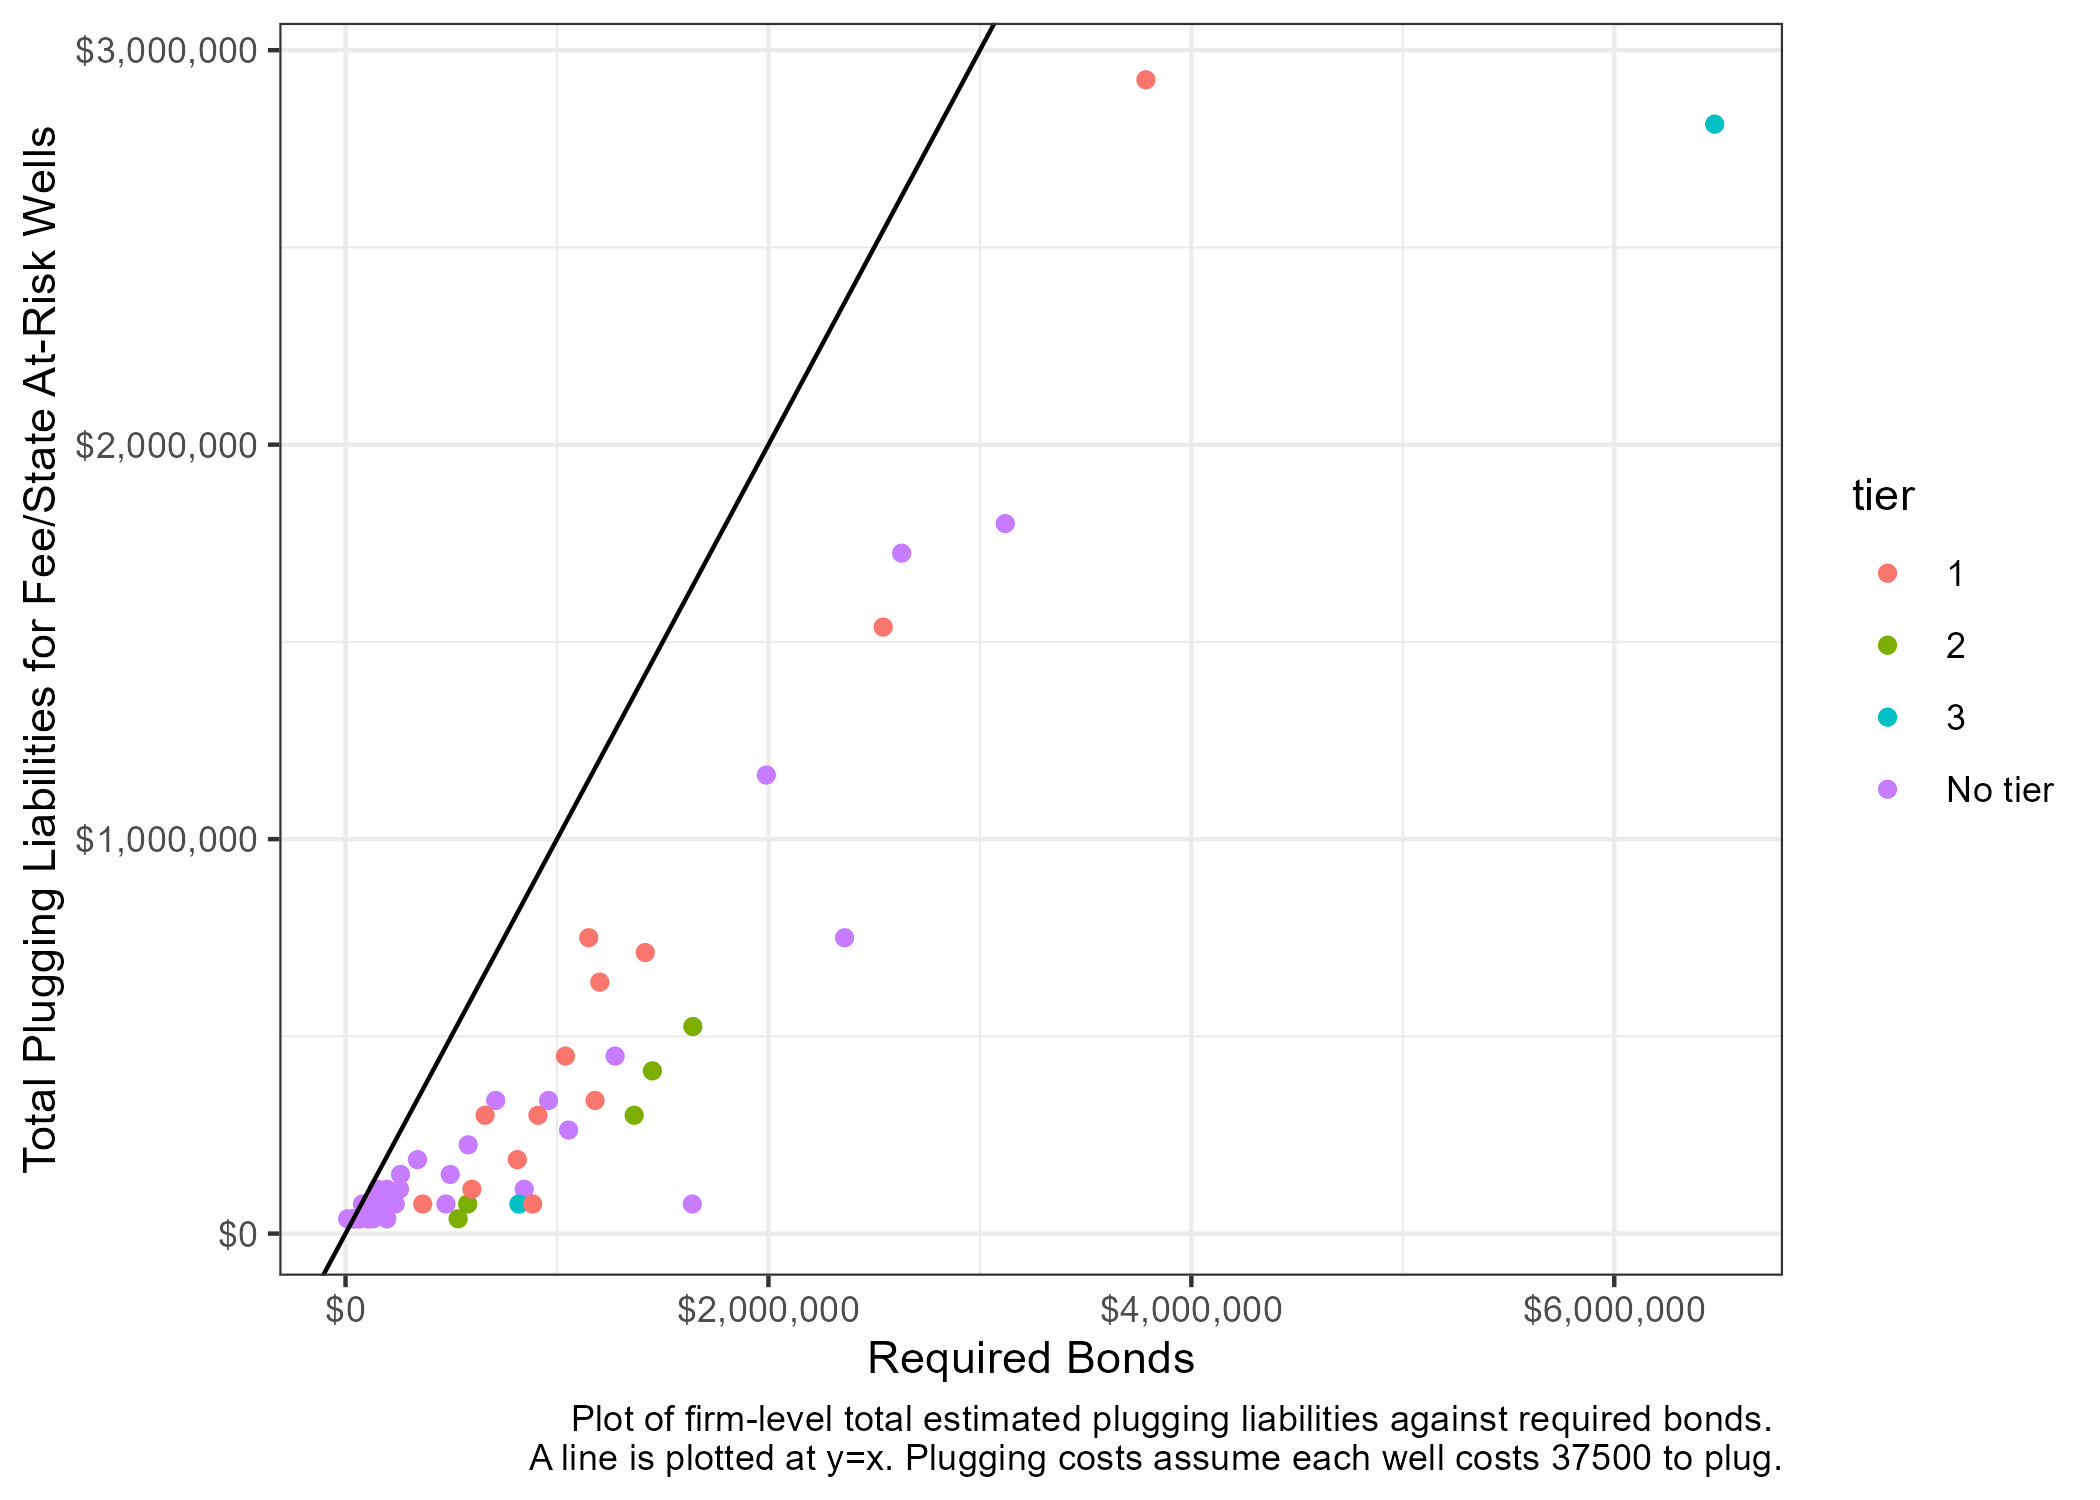 $3,000,000
$2,000,000
$1,000,000
$0
Total Plugging Liabilities for Fee/State At-Risk Wells
$0
$2,000,000
$4,000,000
$6,000,000
Required Bonds
tier
1
2
3
No tier
Plot of firm-level total estimated plugging liabilities against required bonds.
A line is plotted at y=x. Plugging costs assume each well costs 37500 to plug.